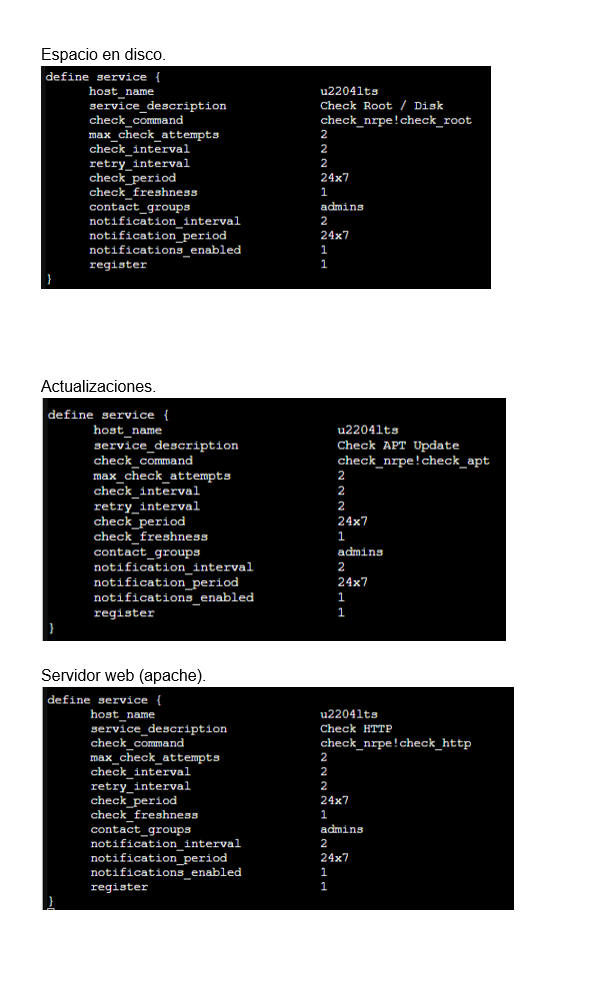 Espacio en disco.
define service {
host_name u2204lts
service_description Check Root / Disk
check_command check_nrpe!check_root
max_check_attempts 2
check_interval 2
retry_interval 2
check_period 24x7
check_freshness 1
contact_groups admins
notification_interval 2
notification_period 24x7
notifications_enabled 1
register 1
}
Actualizaciones.
define service {
host_name u2204lts
service_description Check APT Update
check_command check_nrpe!check_apt
max_check_attempts 2
check_interval 2
retry_interval 2
check_period 24x7
check_freshness 1
contact_groups admins
notification_interval 2
notification_period 24x7
notifications_enabled 1
register 1
}
Servidor web (apache).
define service {
host_name u2204lts
service_description Check HTTP
check_command check_nrpe!check_http
max_check_attempts 2
check_interval 2
retry_interval 2
check_period 24x7
check_freshness 1
contact_groups admins
notification_interval 2
notification_period 24x7
notifications_enabled 1
register 1
}